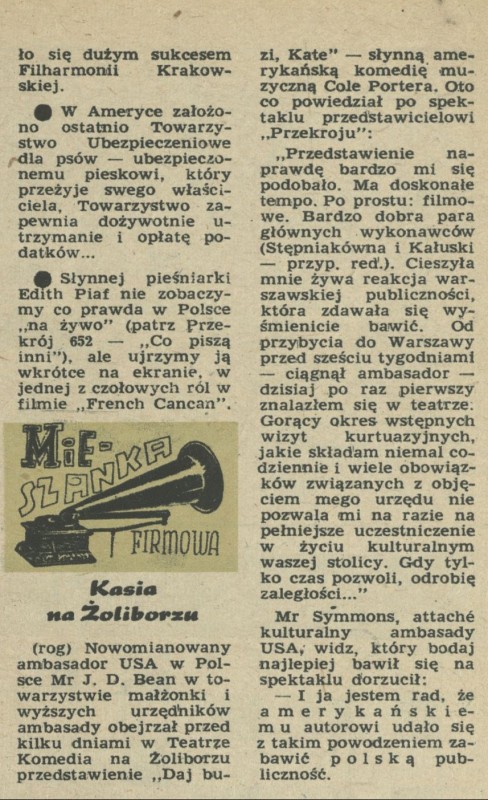 ło się dużym sukcesem
Filharmonii Krakow-
skiej.
● W Ameryce założo-
no ostatnio Towarzy-
stwo Ubezpieczeniowe
dla psów — ubezpieczo-
nemu pieskowi, który
przeżyje swego właści-
ciela, Towarzystwo za-
pewnia dożywotnie u-
trzymanie i opłatę po-
datków...
● Słynnej pieśniarki
Edith Piaf nie zobaczy-
my co prawda w Polsce
„na żywo” (patrz Prze-
krój 652 — „Co piszą
inni”), ale ujrzymy ją
wkrótce na ekranie, w
jednej z czołowych ról w
filmie „French Cancan”.
MiE-
SZANKA
FIRMOWA
Kasia
na Żoliborzu
(rog) Nowomianowany
ambasador USA w Pol-
sce Mr J. D. Bean w to-
warzystwie małżonki i
wyższych urzędników
ambasady obejrzał przed
kilku dniami w Teatrze
Komedia na Żoliborzu
przedstawienie „Daj bu-
zi, Kate” — słynną ame-
rykańską komedię mu-
zyczną Cole Portera. Oto
co powiedział po spek-
taklu przedstawicielowi
„Przekroju”:
„Przedstawienie na-
prawdę bardzo mi się
podobało. Ma doskonałe
tempo. Po prostu: filmo-
we. Bardzo dobra para
głównych wykonawców
(Stępniakówna i Kałuski
— przyp. red.). Cieszyła
mnie żywa reakcja war-
szawskiej publiczności,
która zdawała się wy-
śmienicie bawić. Od
przybycia do Warszawy
przed sześciu tygodniami
— ciągnął ambasador —
dzisiaj po raz pierwszy
znalazłem się w teatrze.
Gorący okres wstępnych
wizyt kurtuazyjnych,
jakie składam niemal co-
dziennie i wiele obowiąz-
ków związanych z obję-
ciem mego urzędu nie
pozwala mi na razie na
pełniejsze uczestniczenie
w życiu kulturalnym
waszej stolicy. Gdy tyl-
ko czas pozwoli, odrobię
zaległości...”
Mr Symmons, attaché
kulturalny ambasady
USA, widz, który bodaj
najlepiej bawił się na
spektaklu dorzucił:
— I ja jestem rad, że
amerykańskie-
mu autorowi udało się
z takim powodzeniem za-
bawić polską pub-
liczność.